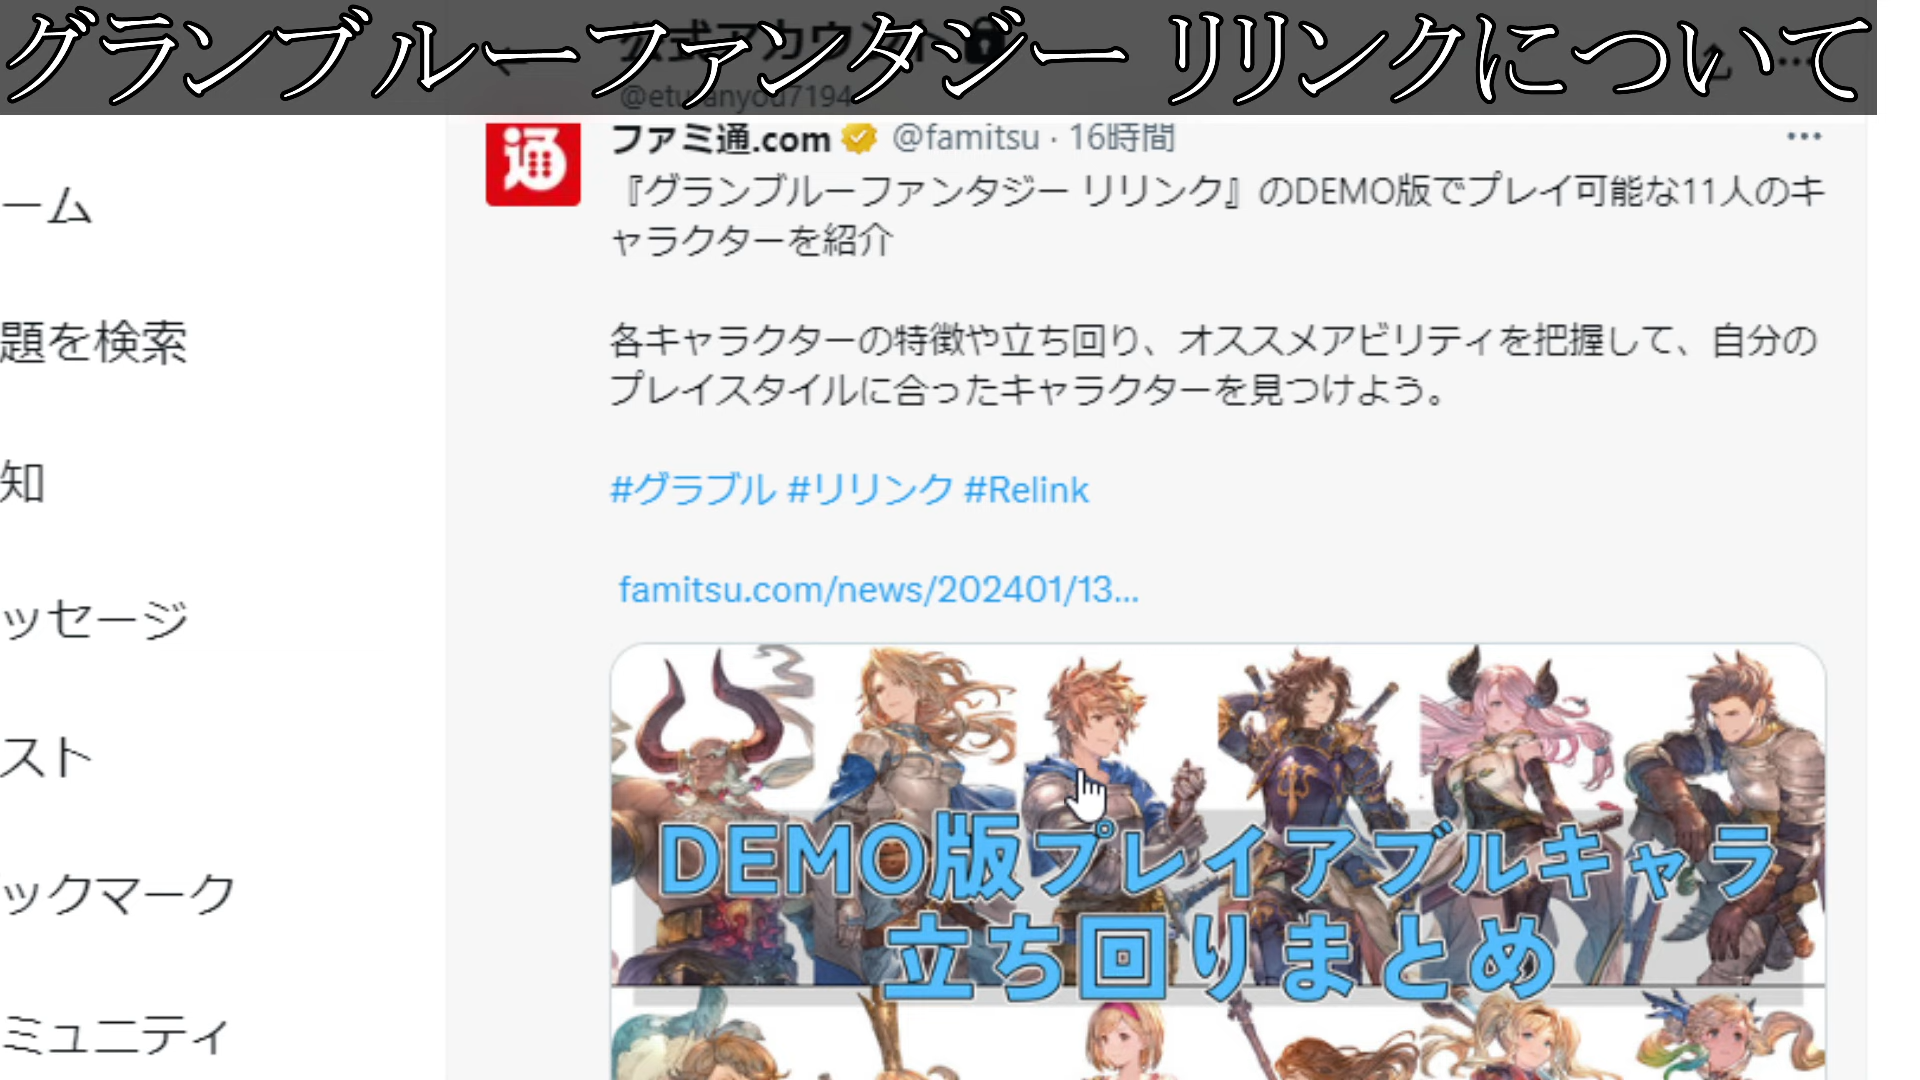 グランブルーファンタジー リリンクについて
公式アカウント
@eturanyou7194
通
ファミ通.com @famitsu · 16時間
『グランブルーファンタジー リリンク』のDEMO版でプレイ可能な11人のキ
ャラクターを紹介
各キャラクターの特徴や立ち回り、オススメアビリティを把握して、自分の
プレイスタイルに合ったキャラクターを見つけよう。
#グラブル #リリンク #Relink
famitsu.com/news/202401/13...
DEMO版プレイアブルキャラ
立ち回りまとめ
ーム
題を検索
知
ッセージ
スト
ックマーク
ミュニティ